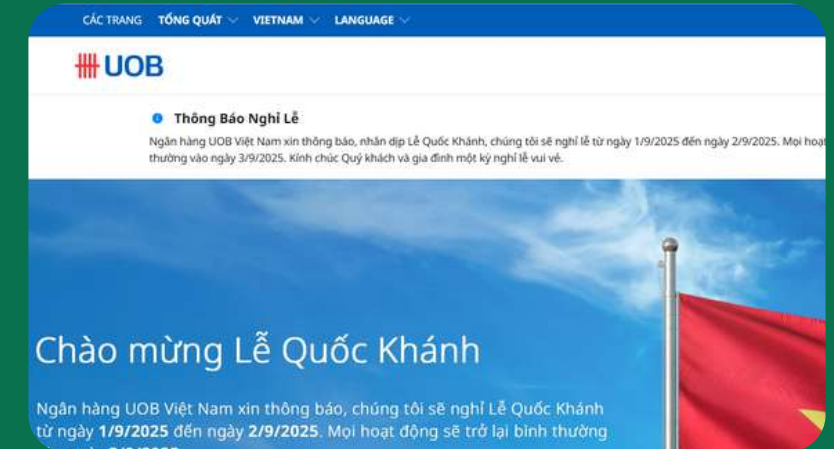 CÁC TRANG TỔNG QUÁT VIETNAM LANGUAGE
UOB
Thông Báo Nghỉ Lễ
Ngân hàng UOB Việt Nam xin thông báo, nhân dịp Lễ Quốc Khánh, chúng tôi sẽ nghỉ lễ từ ngày 1/9/2025 đến ngày 2/9/2025. Mọi hoạt
thường vào ngày 3/9/2025. Kính chúc Quý khách và gia đình một kỳ nghỉ lễ vui vẻ.
Chào mừng Lễ Quốc Khánh
Ngân hàng UOB Việt Nam xin thông báo, chúng tôi sẽ nghỉ Lễ Quốc Khánh
từ ngày 1/9/2025 đến ngày 2/9/2025. Mọi hoạt động sẽ trở lại bình thường